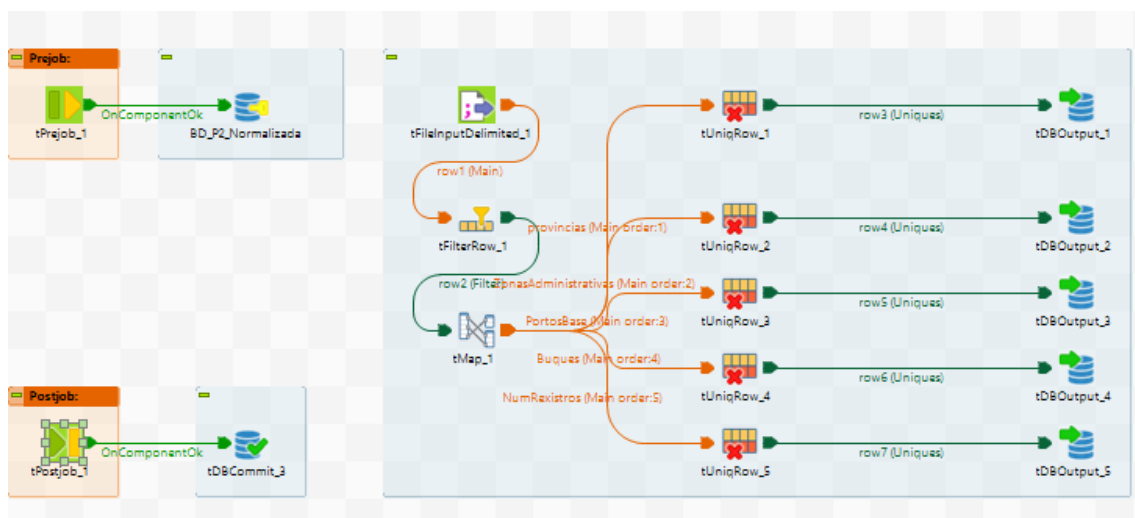 Prejob:
OnComponentOk
tPrejob_1
BD_P2_Normalizada
tFileInputDelimited_1
row1 (Main)
tFilterRow_1
row2 (Filter)
tMap_1
provincias (Main order:1)
ZonasAdministrativas (Main order:2)
PortosBase (Main order:3)
Buques (Main order:4)
NumRexistros (Main order:5)
tUniqRow_1
row3 (Uniques)
tDBOutput_1
tUniqRow_2
row4 (Uniques)
tDBOutput_2
tUniqRow_3
row5 (Uniques)
tDBOutput_3
tUniqRow_4
row6 (Uniques)
tDBOutput_4
tUniqRow_5
row7 (Uniques)
tDBOutput_5
Postjob:
OnComponentOk
tPostjob_1
tDBCommit_3